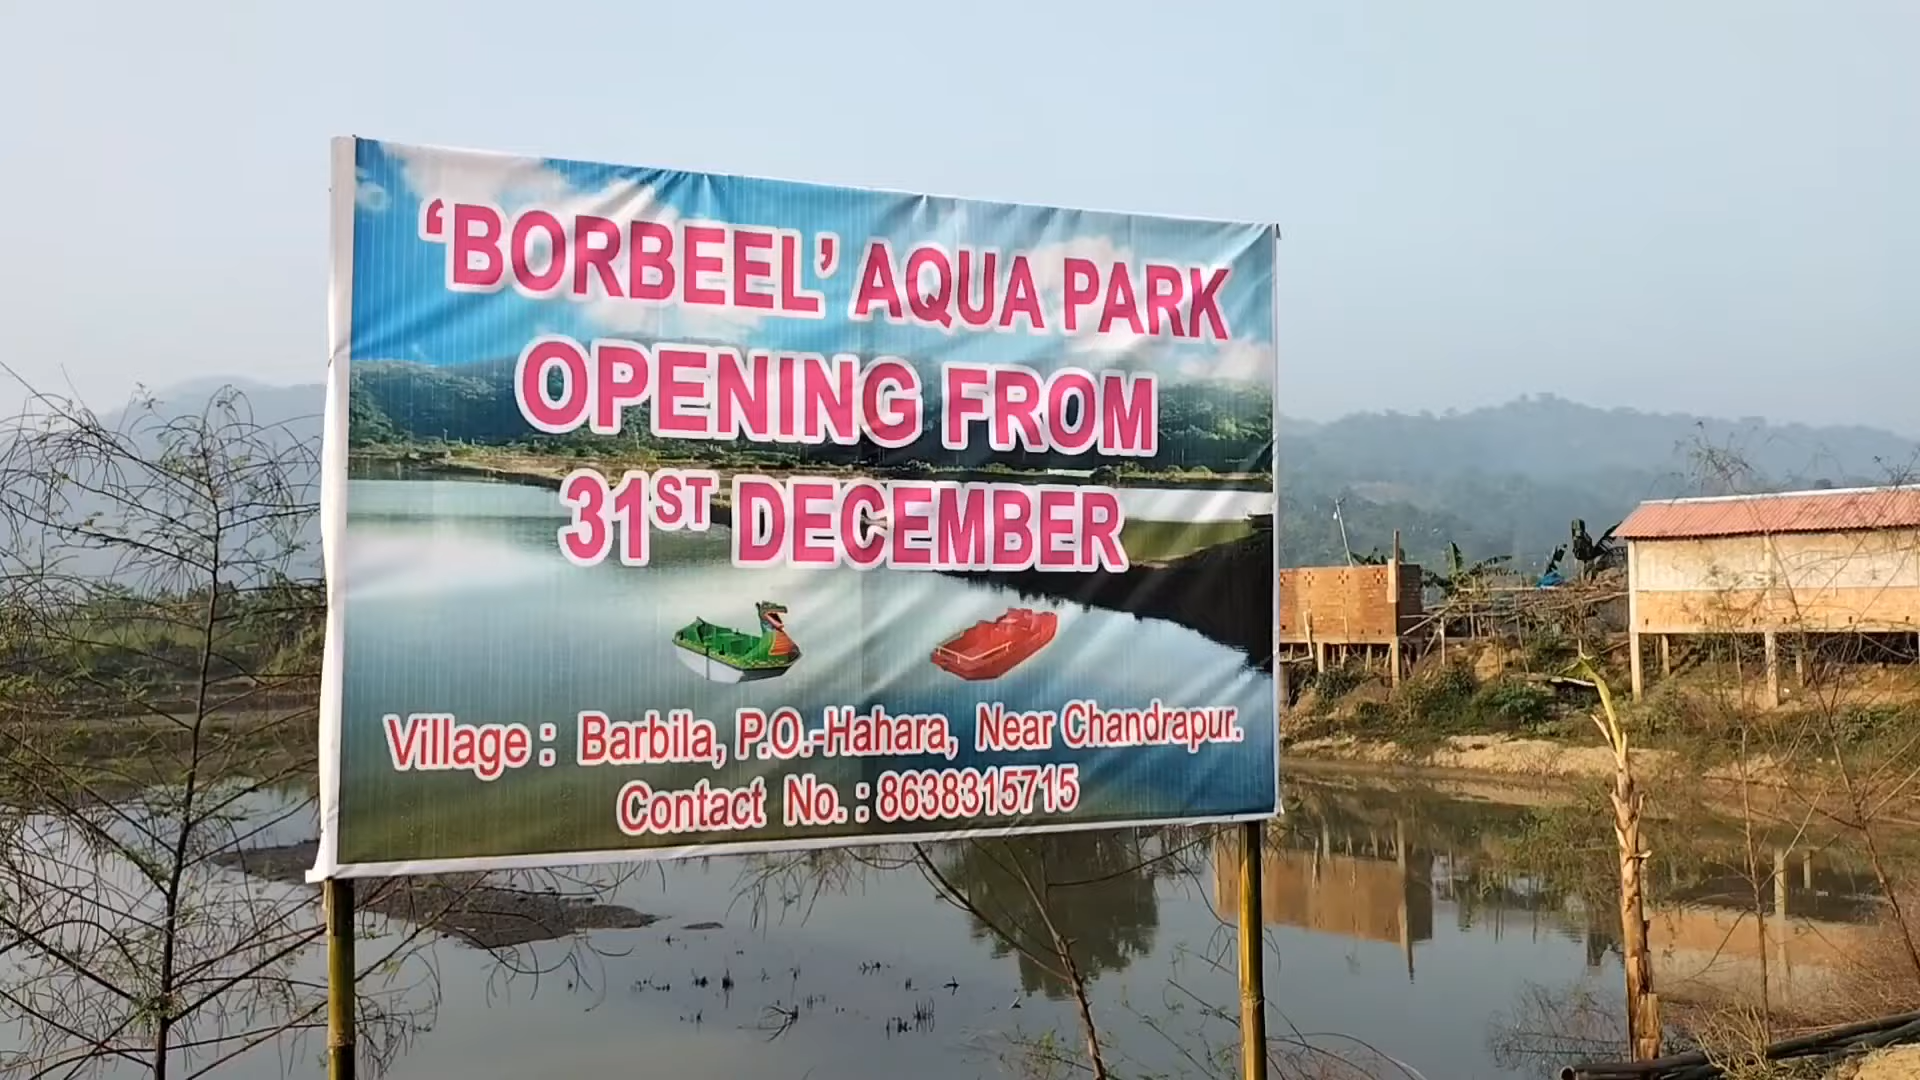 ‘BORBEEL’ AQUA PARK
OPENING FROM
31ST DECEMBER
Village : Barbila, P.O.-Hahara, Near Chandrapur.
Contact No. : 8638315715